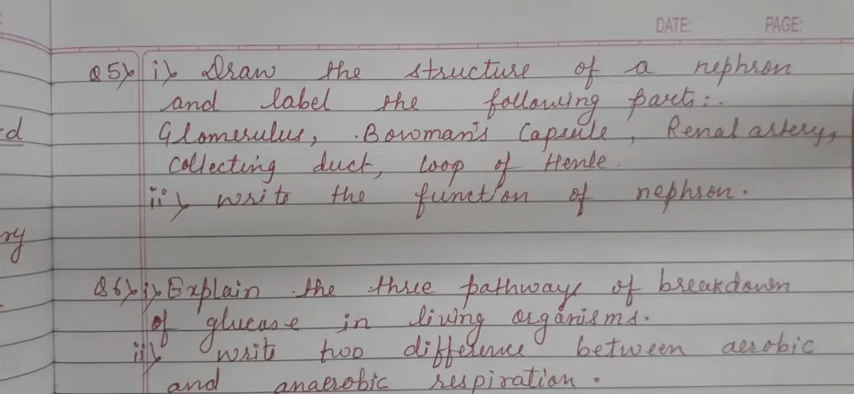 DATE: PAGE:
Q5) i) Draw the structure of a nephron
and label the following parts:.
Glomerulus, .Bowman's Capsule, Renal artery,
Collecting duct, loop of Henle.
ii) write the function of nephron.
Q6) i) Explain the three pathways of breakdown
of glucose in living organisms.
ii) write two difference between aerobic
and anaerobic respiration.